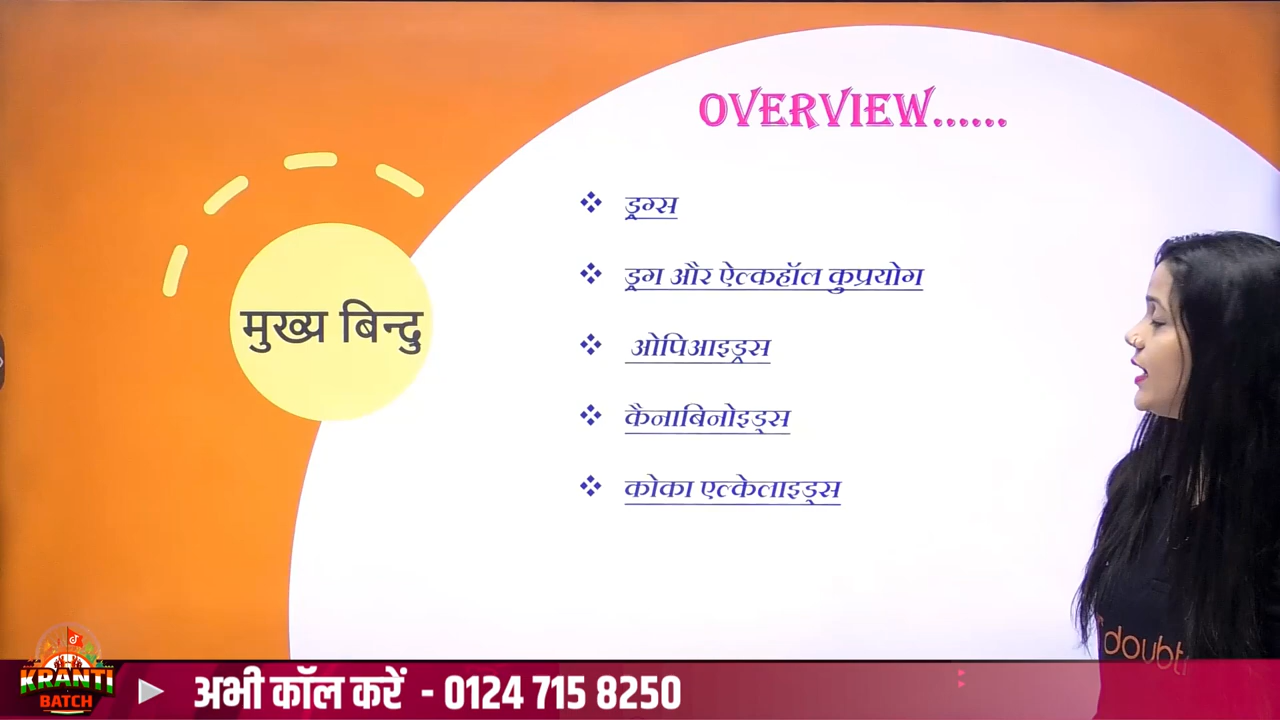 OVERVIEW......
ड्रग्स
ड्रग और ऐल्कहॉल कुप्रयोग
ओपिआइड्स
कैनाबिनोइड्स
कोका एल्केलाइड्स
मुख्य बिन्दु
doubt
KRANTI
BATCH
अभी कॉल करें - 0124 715 8250